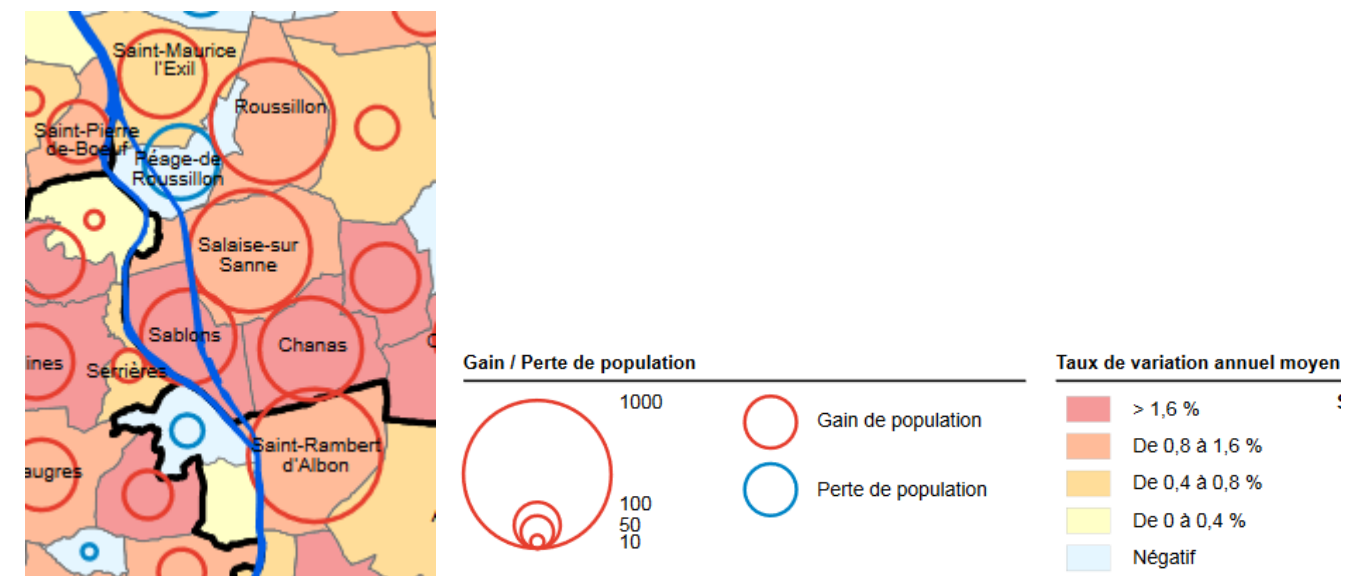 Saint-Maurice
l'Exil
Roussillon
Saint-Pierre
de-Boeuf
Péage-de
Roussillon
Salaise-sur
Sanne
Sablons
Chanas
ines
Serrières
Saint-Rambert
d'Albon
augres
Gain / Perte de population
1000
100
50
10
Gain de population
Perte de population
Taux de variation annuel moyen
> 1,6 %
De 0,8 à 1,6 %
De 0,4 à 0,8 %
De 0 à 0,4 %
Négatif